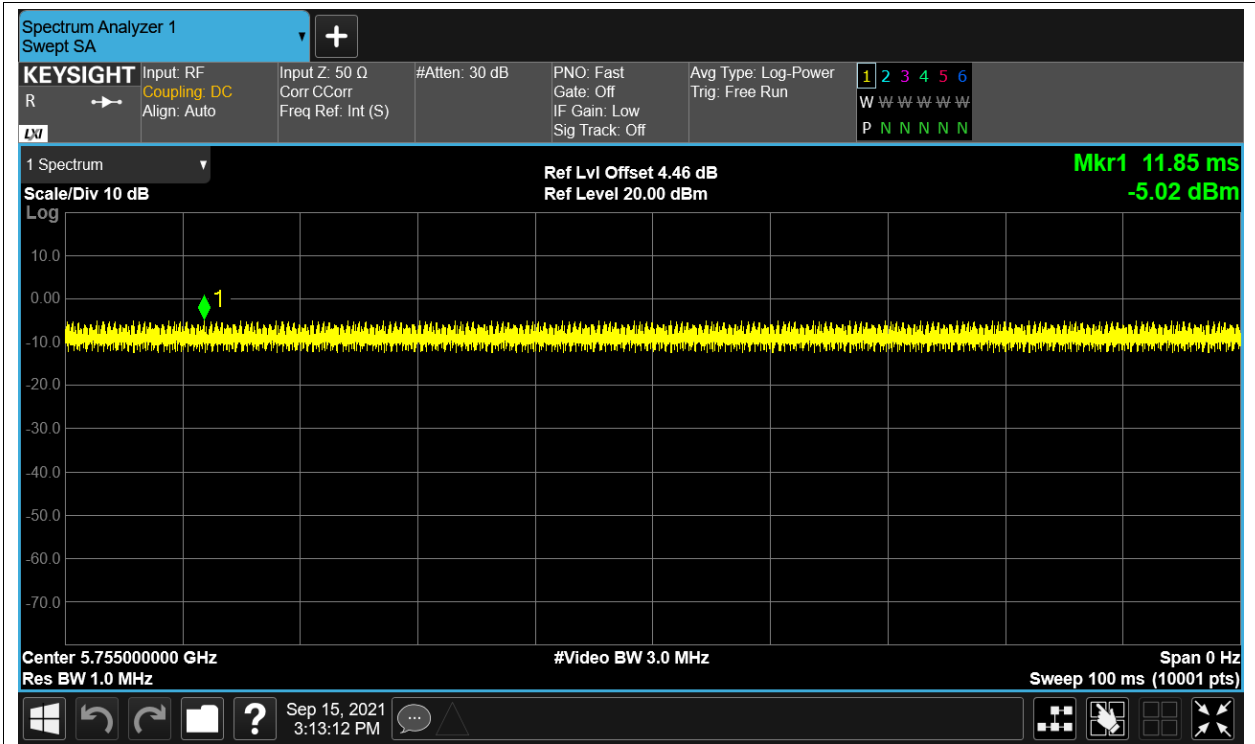 Spectrum Analyzer 1
Swept SA
KEYSIGHT
R
LXI
Input: RF
Coupling: DC
Align: Auto
Input Z: 50 Ω
Corr CCorr
Freq Ref: Int (S)
#Atten: 30 dB
PNO: Fast
Gate: Off
IF Gain: Low
Sig Track: Off
Avg Type: Log-Power
Trig: Free Run
1 2 3 4 5 6
W W W W W W
P N N N N N
1 Spectrum
Scale/Div 10 dB
Log
Ref Lvl Offset 4.46 dB
Ref Level 20.00 dBm
Mkr1 11.85 ms
-5.02 dBm
10.0
0.00
1
-10.0
-20.0
-30.0
-40.0
-50.0
-60.0
-70.0
Center 5.755000000 GHz
Res BW 1.0 MHz
#Video BW 3.0 MHz
Span 0 Hz
Sweep 100 ms (10001 pts)
?
Sep 15, 2021
3:13:12 PM